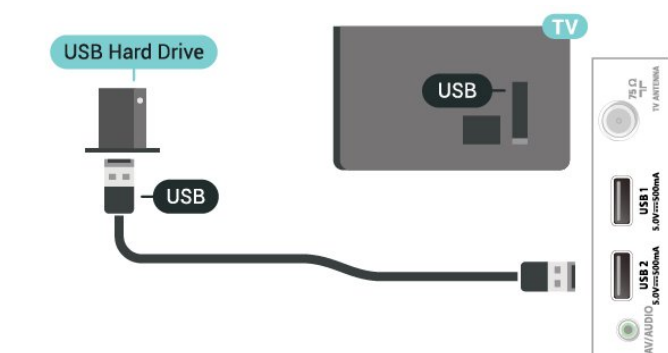 USB Hard Drive
TV
USB
USB
75 Ω
TV ANTENNA
USB 1
5.0V⎓500mA
USB 2
5.0V⎓500mA
AV/AUDIO